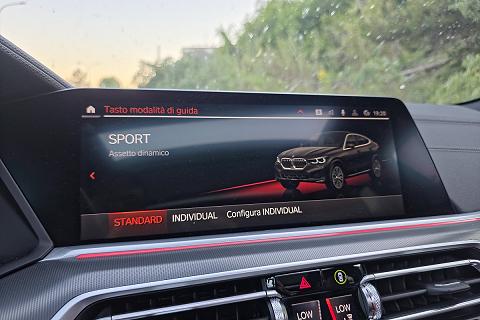 Tasto modalità di guida 19:20
SPORT
Assetto dinamico
STANDARD INDIVIDUAL Configura INDIVIDUAL
LOW LOW